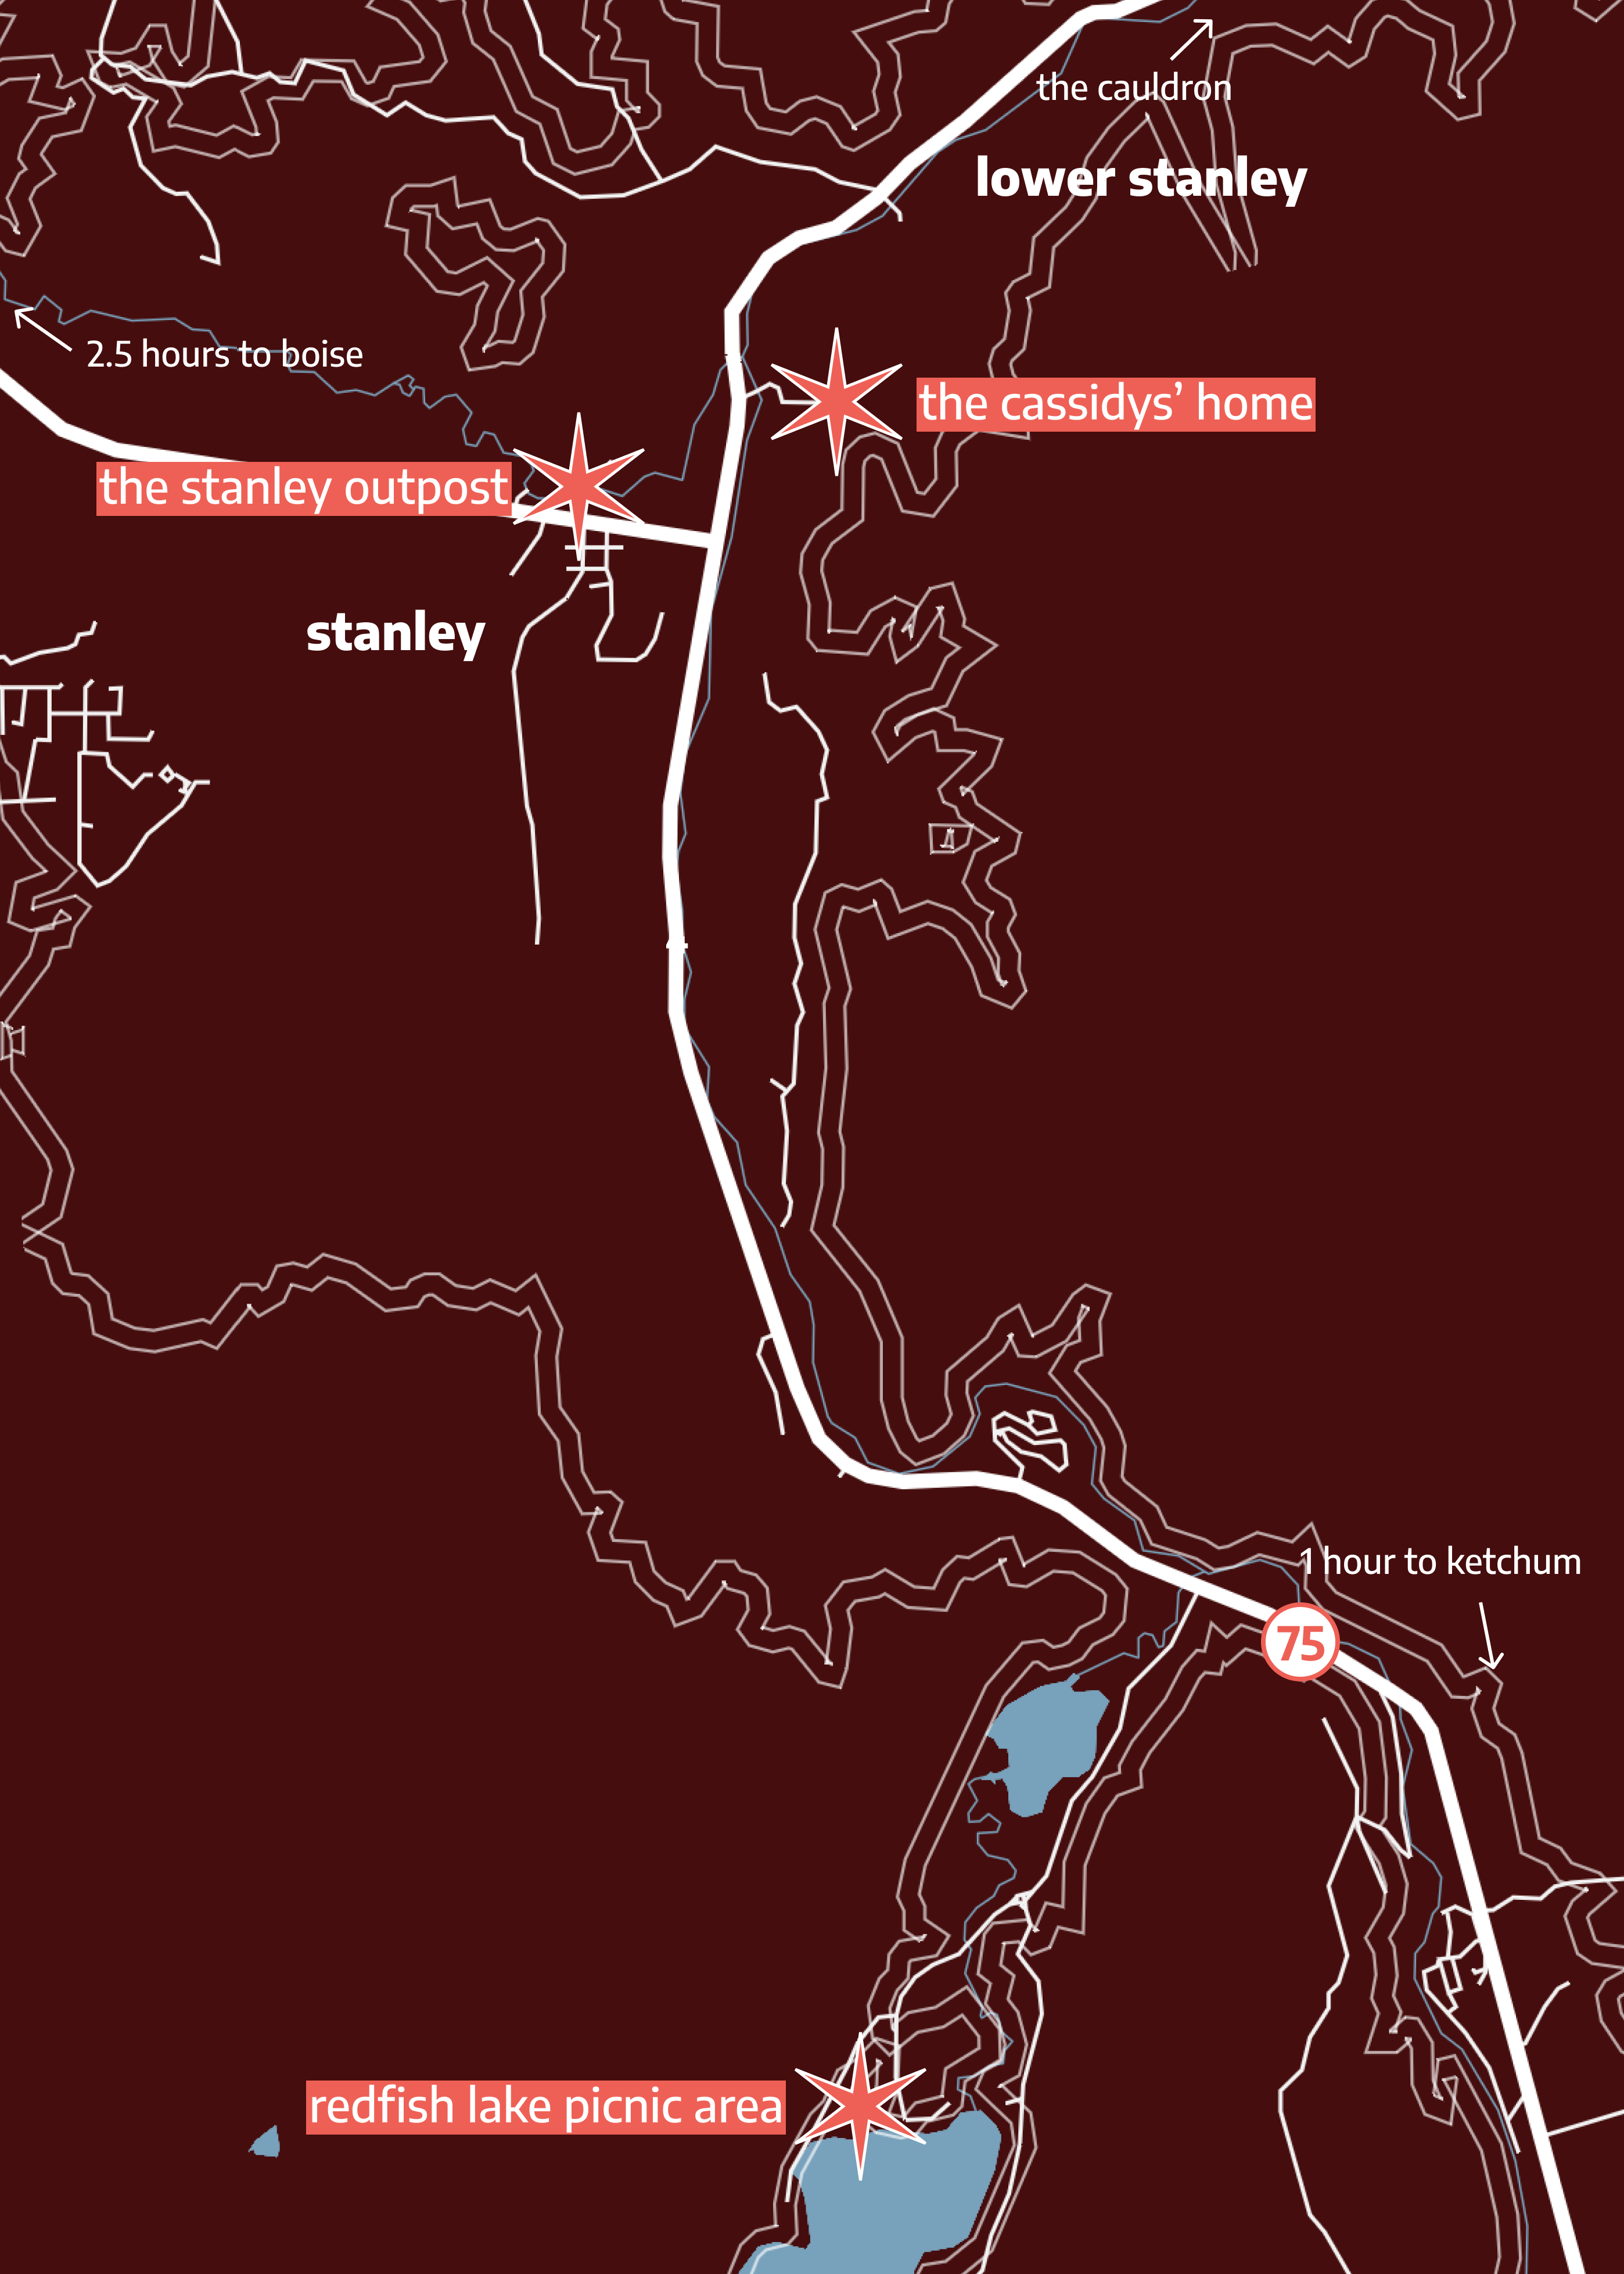 the cauldron
lower stanley
2.5 hours to boise
the cassidys’ home
the stanley outpost
stanley
1 hour to ketchum
75
redfish lake picnic area